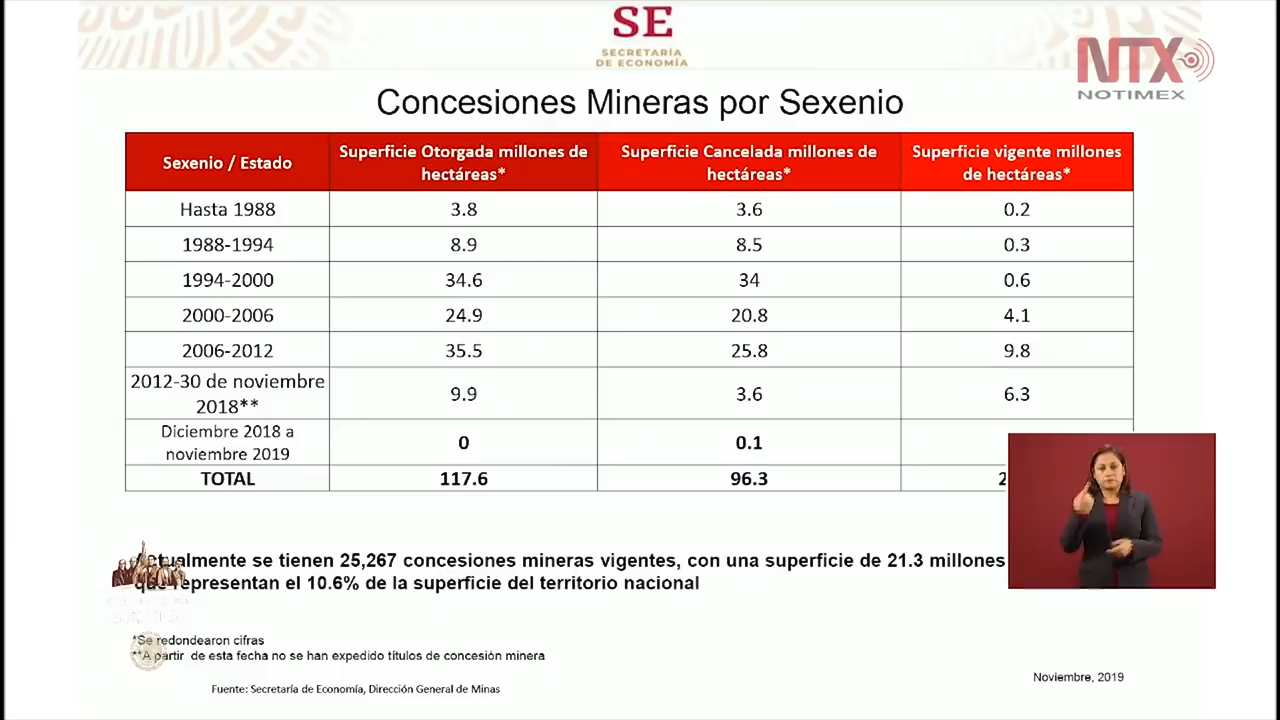 SE
SECRETARÍA
DE ECONOMÍA
NTX
NOTIMEX
Concesiones Mineras por Sexenio
Sexenio / Estado
Superficie Otorgada millones de
hectáreas*
Superficie Cancelada millones de
hectáreas*
Superficie vigente millones
de hectáreas*
Hasta 1988 3.8 3.6 0.2
1988-1994 8.9 8.5 0.3
1994-2000 34.6 34 0.6
2000-2006 24.9 20.8 4.1
2006-2012 35.5 25.8 9.8
2012-30 de noviembre
2018** 9.9 3.6 6.3
Diciembre 2018 a
noviembre 2019 0 0.1
TOTAL 117.6 96.3 2
Actualmente se tienen 25,267 concesiones mineras vigentes, con una superficie de 21.3 millones
que representan el 10.6% de la superficie del territorio nacional
*Se redondearon cifras
**A partir de esta fecha no se han expedido títulos de concesión minera
Fuente: Secretaría de Economía, Dirección General de Minas
Noviembre, 2019